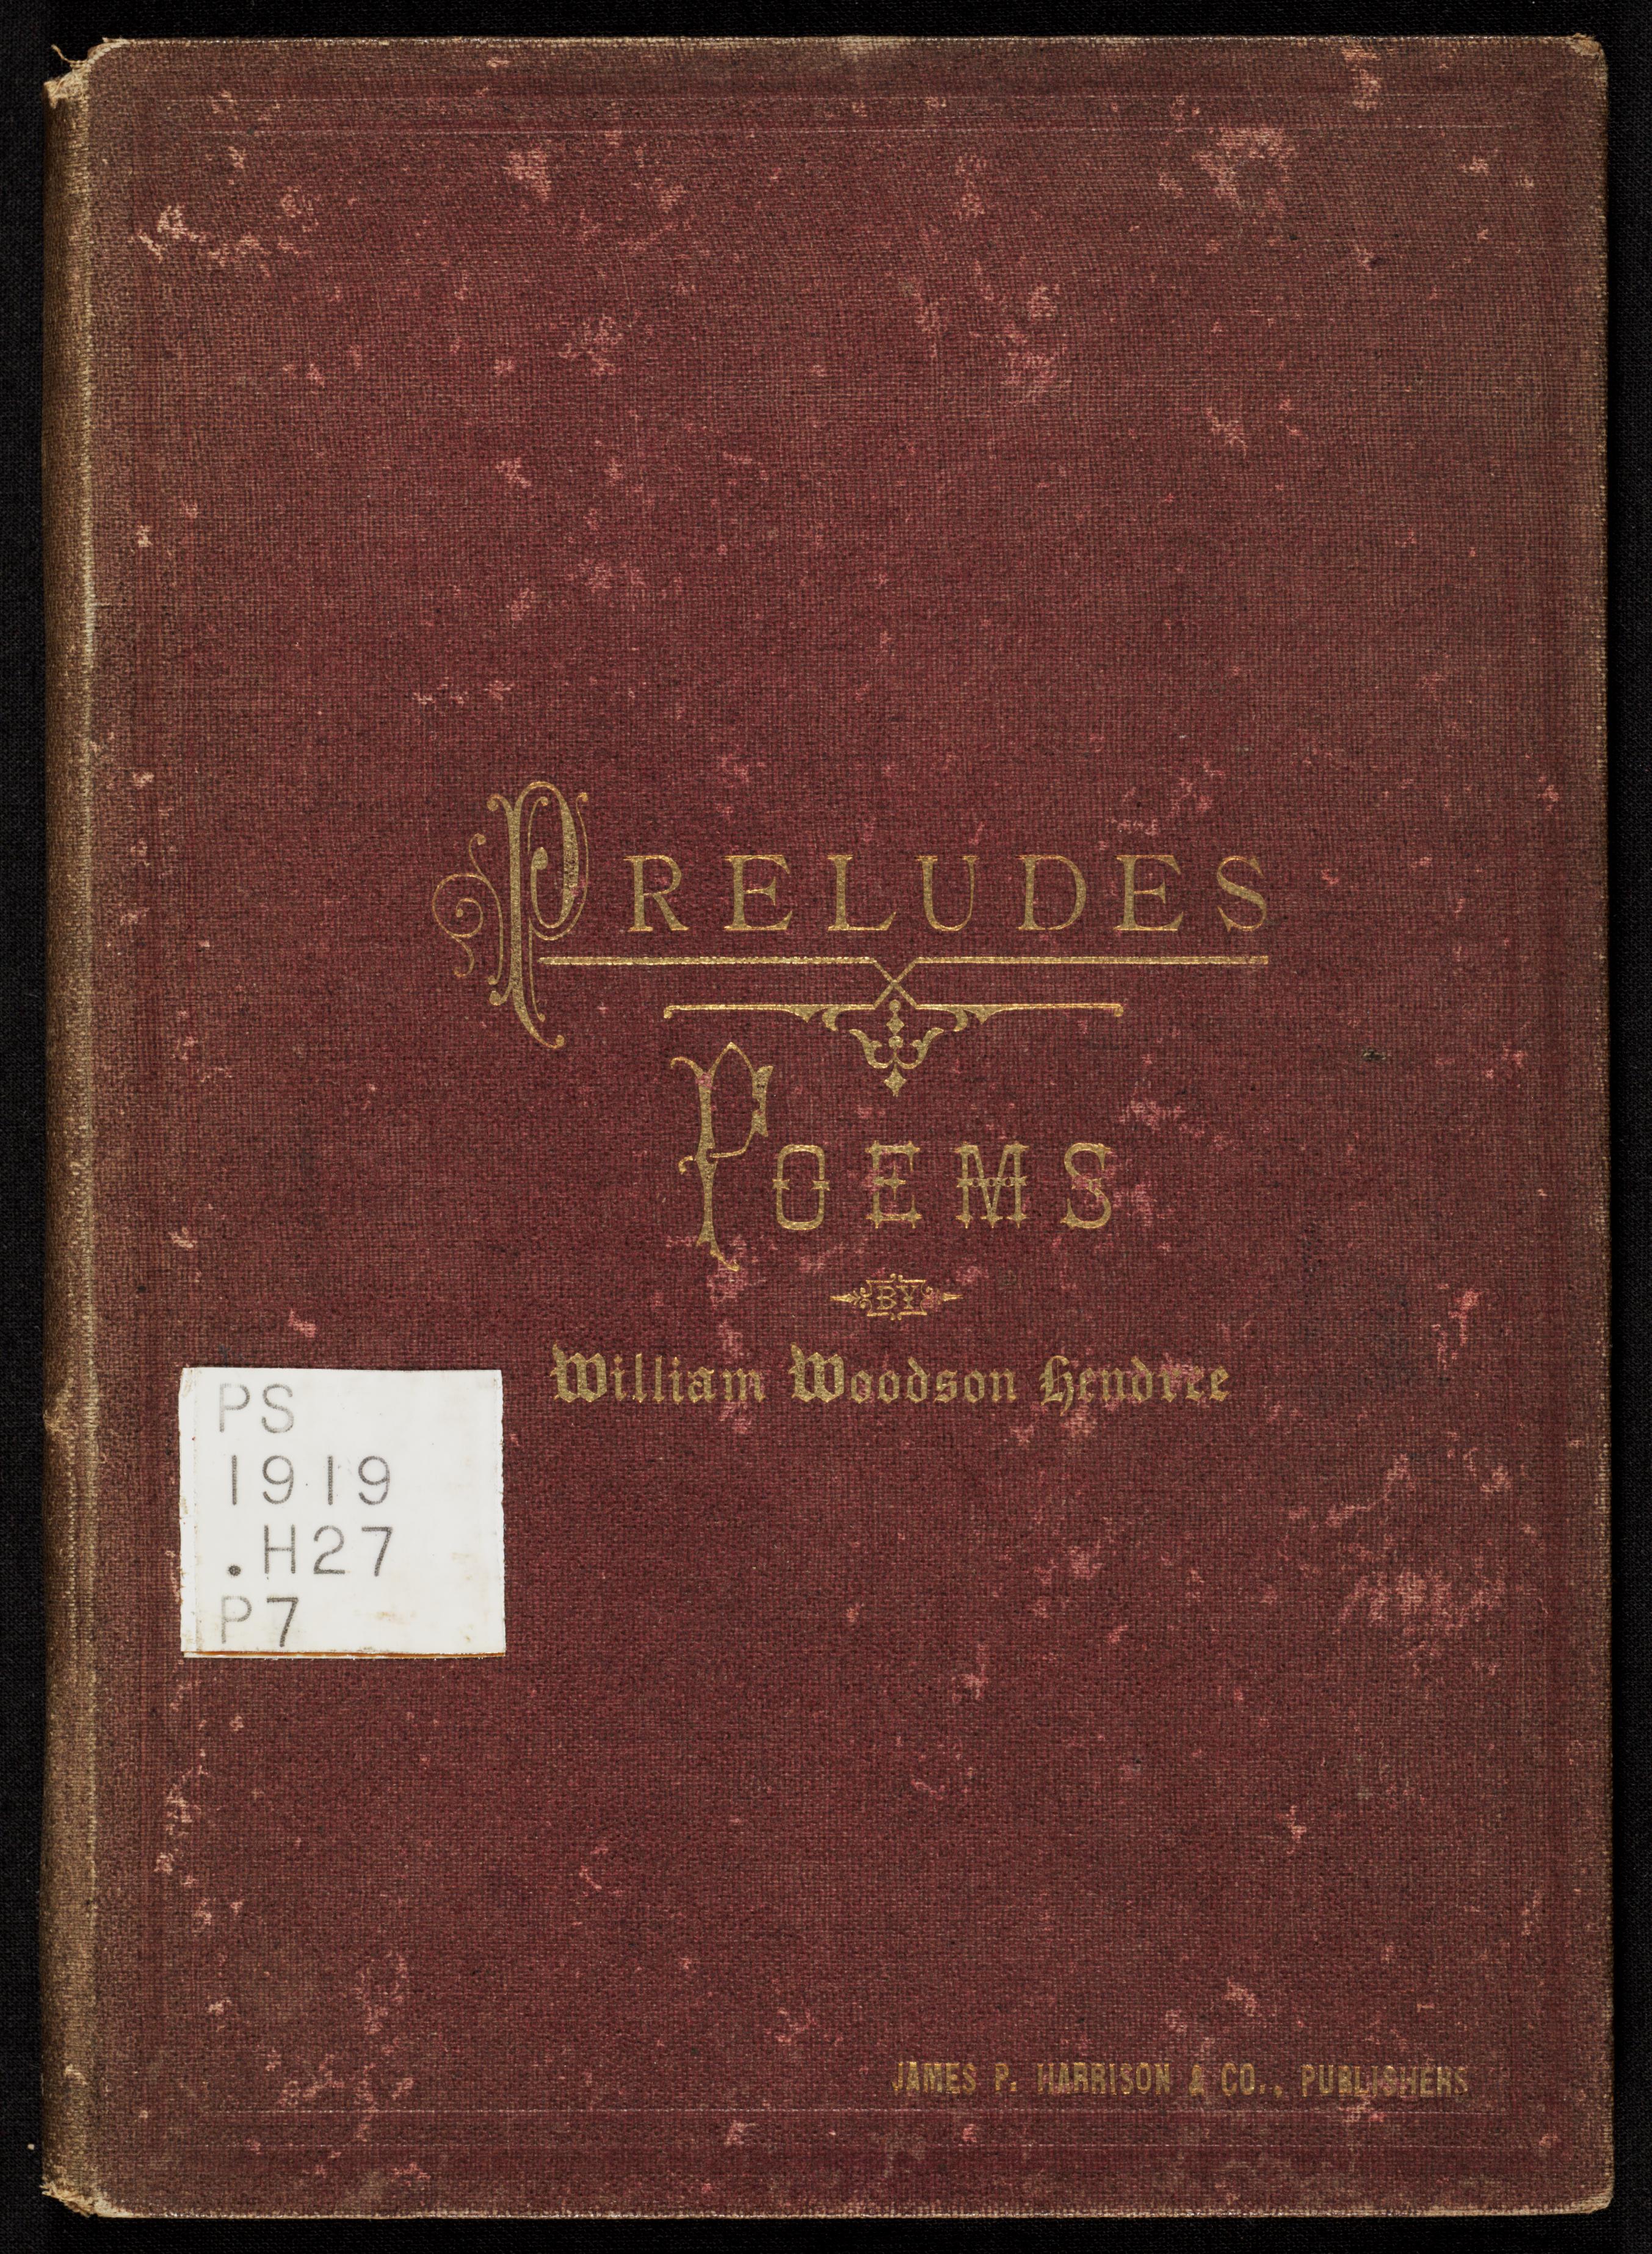 PRELUDES
POEMS
BY
William Woodson Hendree
PS
1919
.H27
P7
JAMES P. HARRISON & CO., PUBLISHERS